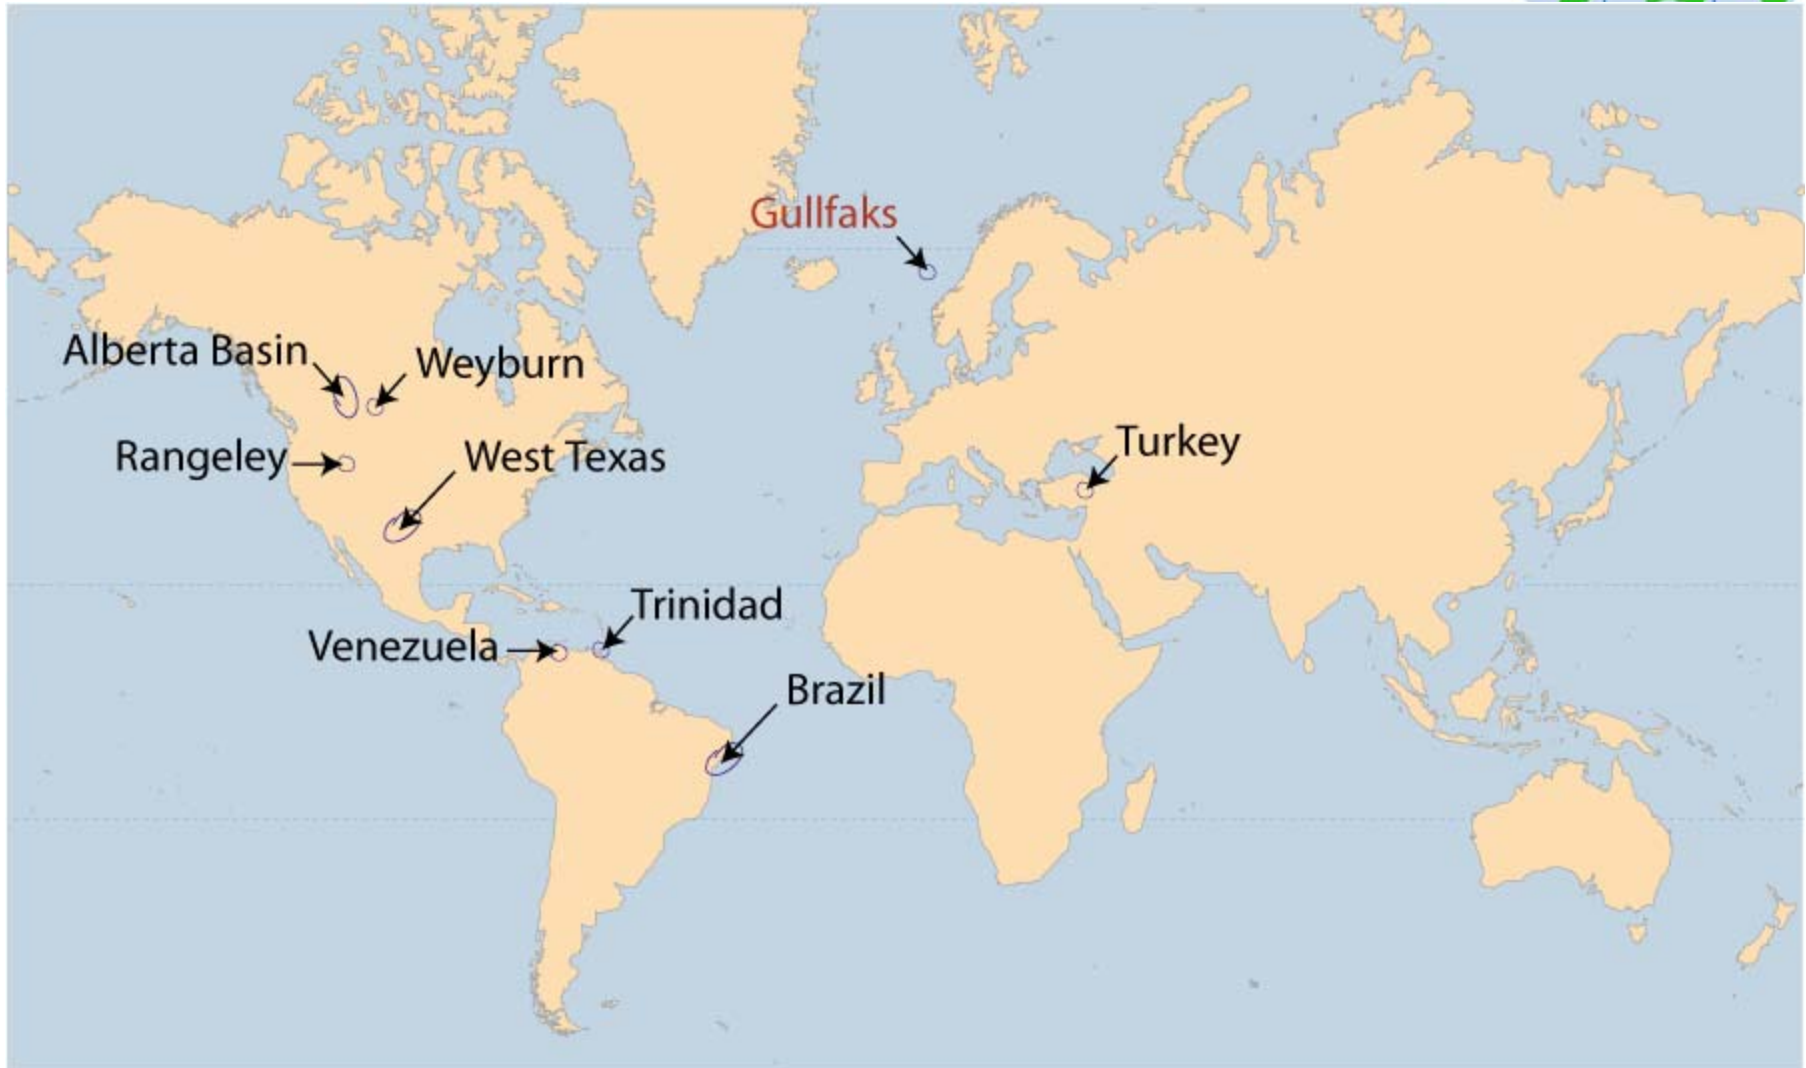 Gullfaks
Alberta Basin
Weyburn
Rangeley
West Texas
Turkey
Trinidad
Venezuela
Brazil